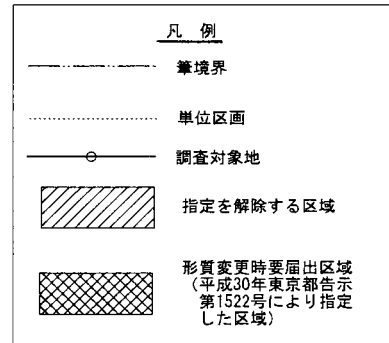 凡 例
筆境界
単位区画
調査対象地
指定を解除する区域
形質変更時要届出区域
(平成30年東京都告示
第1522号により指定
した区域)